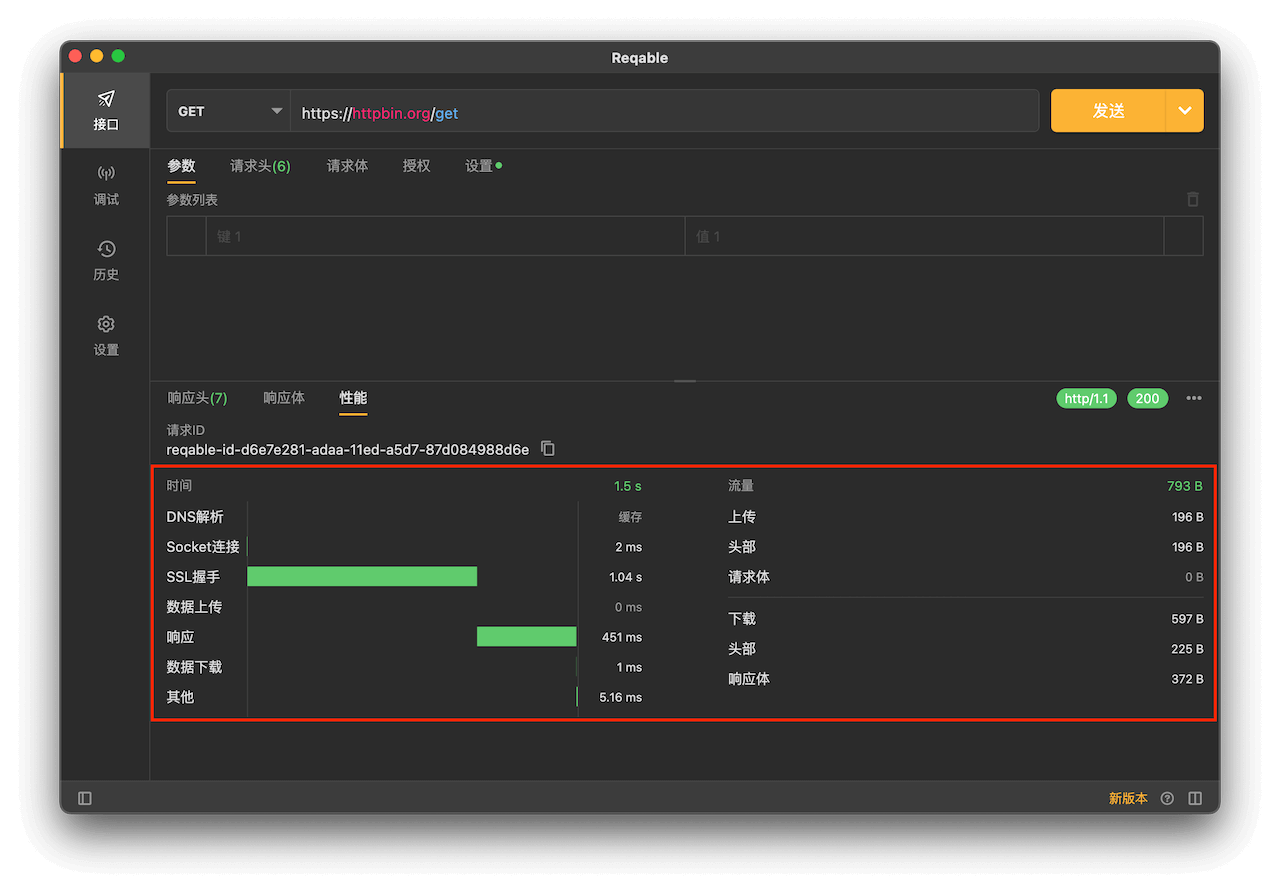 Reqable
接口
调试
历史
设置
GET https://httpbin.org/get 发送
参数 请求头(6) 请求体 授权 设置
参数列表
键 1 值 1
响应头(7) 响应体 性能 http/1.1 200
请求ID
reqable-id-d6e7e281-adaa-11ed-a5d7-87d084988d6e
时间 1.5 s
DNS解析 缓存
Socket连接 2 ms
SSL握手 1.04 s
数据上传 0 ms
响应 451 ms
数据下载 1 ms
其他 5.16 ms
流量 793 B
上传 196 B
头部 196 B
请求体 0 B
下载 597 B
头部 225 B
响应体 372 B
新版本